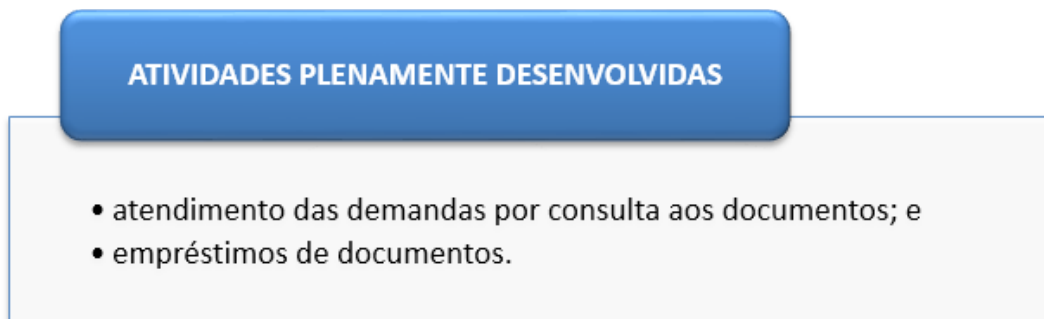 ATIVIDADES PLENAMENTE DESENVOLVIDAS
• atendimento das demandas por consulta aos documentos; e
• empréstimos de documentos.